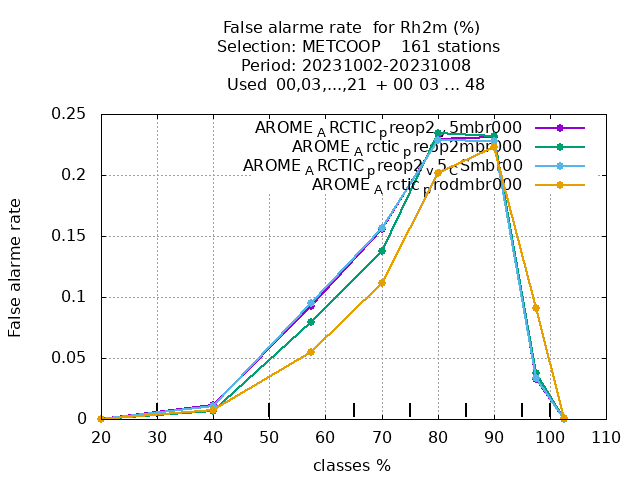 False alarme rate  for Rh2m (%)
Selection: METCOOP    161 stations
Period: 20231002-20231008
Used  00,03,...,21  + 00 03 ... 48
AROME_ARCTIC_preop2_v5mbr000
AROME_Arctic_preop2mbr000
AROME_ARCTIC_preop2_v5_CSmbr00
AROME_Arctic_prodmbr000
0.25
0.2
0.15
0.1
0.05
0
False alarme rate
20 30 40 50 60 70 80 90 100 110
classes %